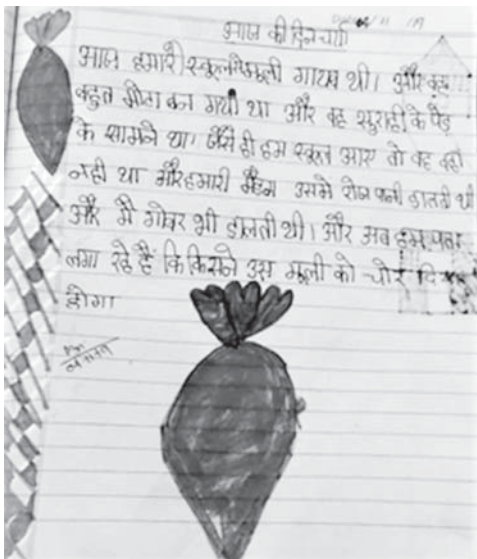 आज की दिनचर्या
आज हमारे स्कूल में मूली गायब थी। और वह
बहुत मोटा बन गया था और वह सुराही के पेड़
के सामने था। जैसे ही हम स्कूल आए तो वह वहाँ
नही था और हमारी मैडम उसमे रोज पानी डालती थी
और मै गोबर भी डालती थी। और अब हम पता
लगा रहे हैं कि किसने उस मूली को चोर दि
होगा